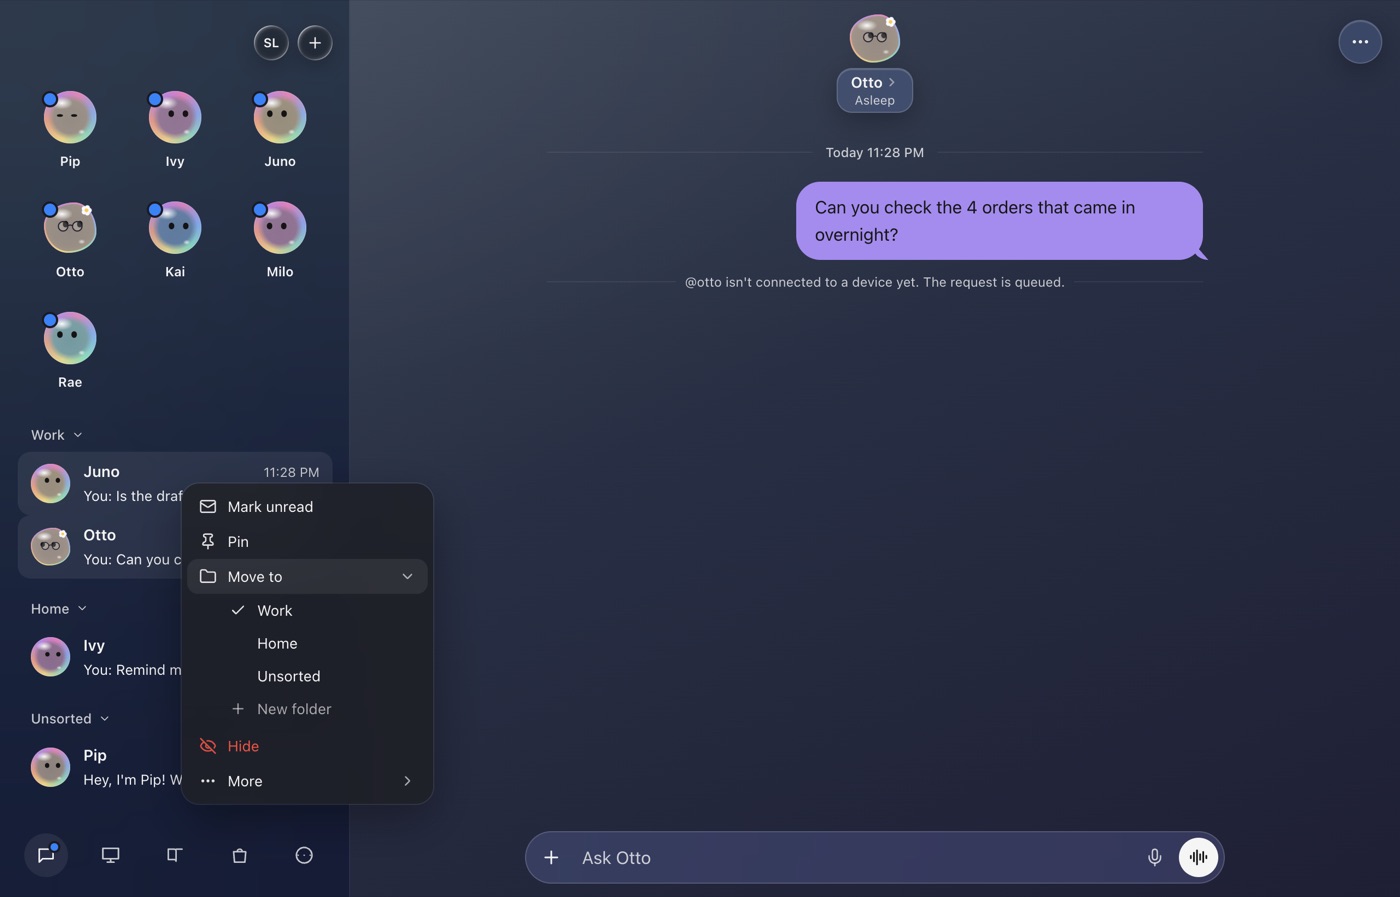 SL
Pip
Ivy
Juno
Otto
Kai
Milo
Rae
Work
Juno
11:28 PM
You: Is the draf
Otto
You: Can you c
Home
Ivy
You: Remind m
Unsorted
Pip
Hey, I'm Pip! W
Mark unread
Pin
Move to
Work
Home
Unsorted
New folder
Hide
More
Otto
Asleep
Today 11:28 PM
Can you check the 4 orders that came in
overnight?
@otto isn't connected to a device yet. The request is queued.
Ask Otto